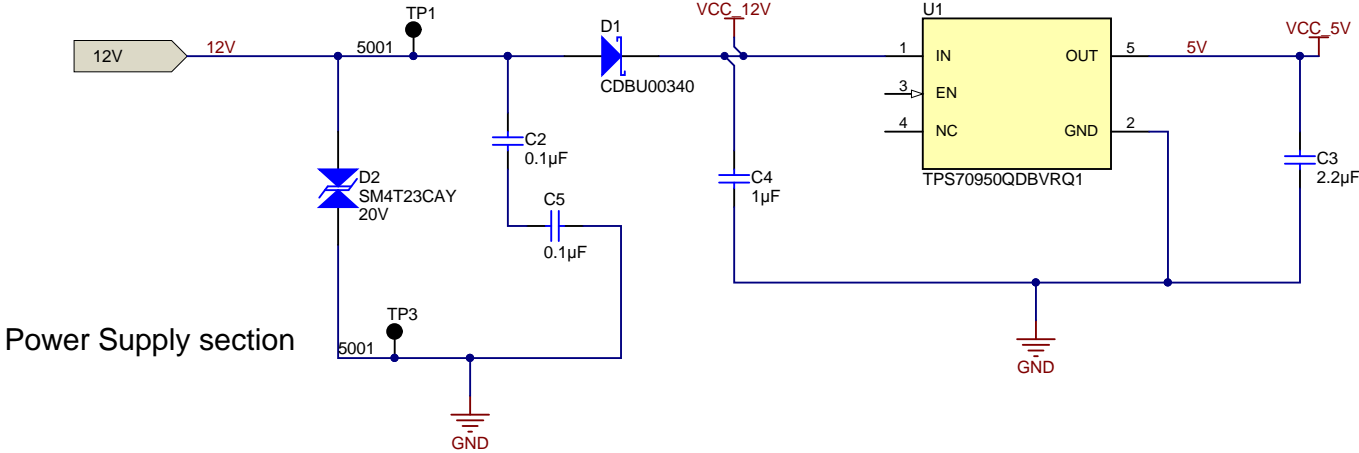 TP1
VCC_12V
U1
12V
12V
5001
D1
CDBU00340
1
IN
OUT
5
5V
VCC_5V
3
EN
4
NC
GND
2
TPS70950QDBVRQ1
C2
0.1µF
D2
SM4T23CAY
20V
C5
0.1µF
C4
1µF
C3
2.2µF
TP3
5001
Power Supply section
GND
GND